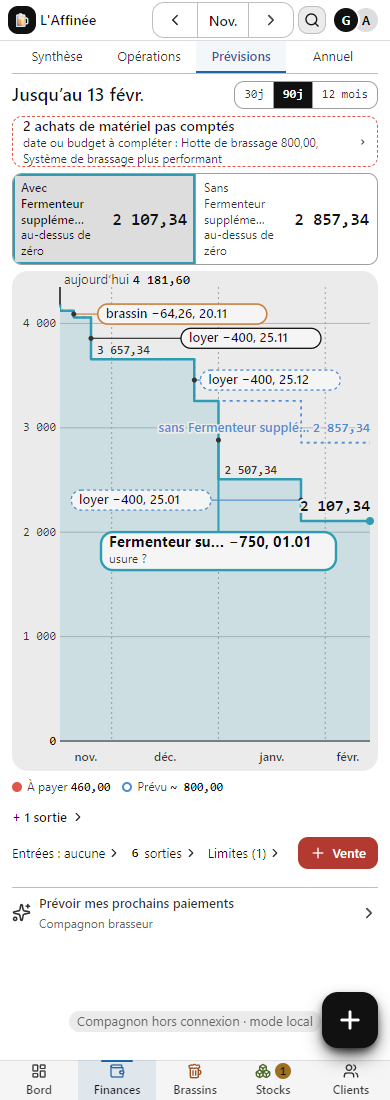 L'Affinée
Nov.
G
A
Synthèse
Opérations
Prévisions
Annuel
Jusqu'au 13 févr.
30j
90j
12 mois
2 achats de matériel pas comptés
date ou budget à compléter : Hotte de brassage 800,00,
Système de brassage plus performant
Avec
Fermenteur
suppléme...
au-dessus de
zéro
2 107,34
Sans
Fermenteur
suppléme...
au-dessus de
zéro
2 857,34
aujourd'hui 4 181,60
brassin −64,26, 20.11
4 000
loyer −400, 25.11
3 657,34
loyer −400, 25.12
3 000
sans Fermenteur supplé... 2 857,34
2 507,34
loyer −400, 25.01
2 107,34
2 000
Fermenteur su... −750, 01.01
usure ?
1 000
0
nov.
déc.
janv.
févr.
À payer 460,00
Prévu ~ 800,00
+ 1 sortie
Entrées : aucune
6 sorties
Limites (1)
+ Vente
Prévoir mes prochains paiements
Compagnon brasseur
Compagnon hors connexion · mode local
+
1
Bord
Finances
Brassins
Stocks
Clients